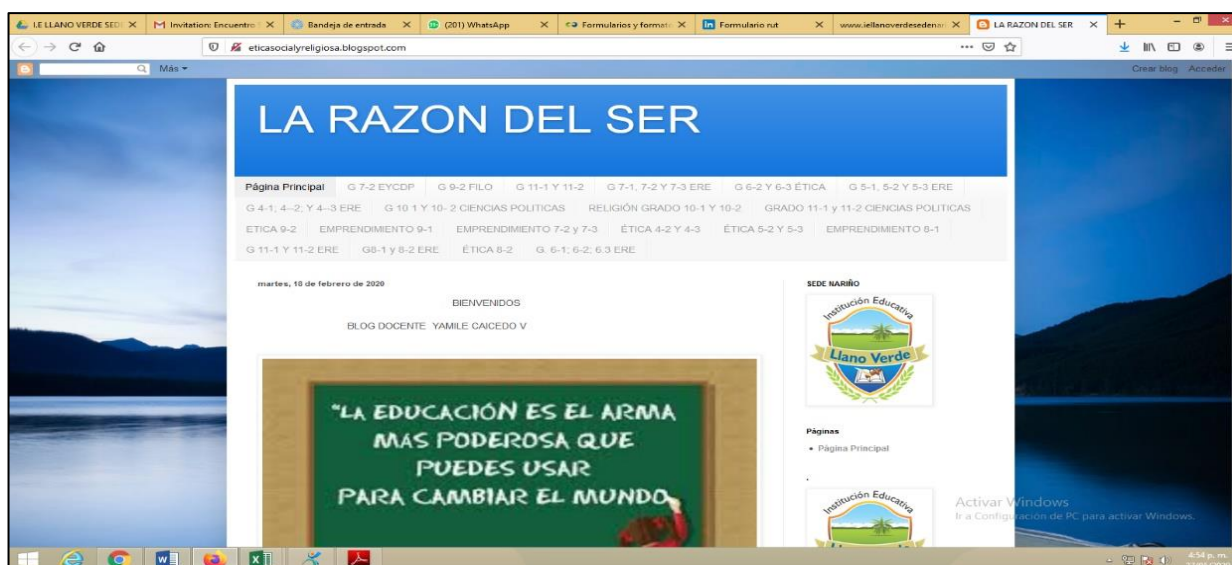 I.E LLANO VERDE SED
Invitation: Encuentro
Bandeja de entrada
(201) WhatsApp
Formularios y formato
Formulario rut
www.iellanoverdesedenari
LA RAZON DEL SER
eticasocialyreligiosa.blogspot.com
Más
Crear blog Acceder
LA RAZON DEL SER
Página Principal G 7-2 EYCDP G 9-2 FILO G 11-1 Y 11-2 G 7-1, 7-2 Y 7-3 ERE G 6-2 Y 6-3 ÉTICA G 5-1, 5-2 Y 5-3 ERE
G 4-1; 4--2; Y 4--3 ERE G 10 1 Y 10- 2 CIENCIAS POLITICAS RELIGIÓN GRADO 10-1 Y 10-2 GRADO 11-1 y 11-2 CIENCIAS POLITICAS
ETICA 9-2 EMPRENDIMIENTO 9-1 EMPRENDIMIENTO 7-2 y 7-3 ÉTICA 4-2 Y 4-3 ÉTICA 5-2 Y 5-3 EMPRENDIMIENTO 8-1
G 11-1 Y 11-2 ERE G8-1 y 8-2 ERE ÉTICA 8-2 G. 6-1; 6-2; 6.3 ERE
martes, 18 de febrero de 2020
BIENVENIDOS
BLOG DOCENTE YAMILE CAICEDO V
"LA EDUCACIÓN ES EL ARMA
MAS PODEROSA QUE
PUEDES USAR
PARA CAMBIAR EL MUNDO
SEDE NARIÑO
Institución Educativa
Llano Verde
Páginas
Página Principal
.
Institución Educativa
Activar Windows
Ir a Configuración de PC para activar Windows.
4:54 p. m.